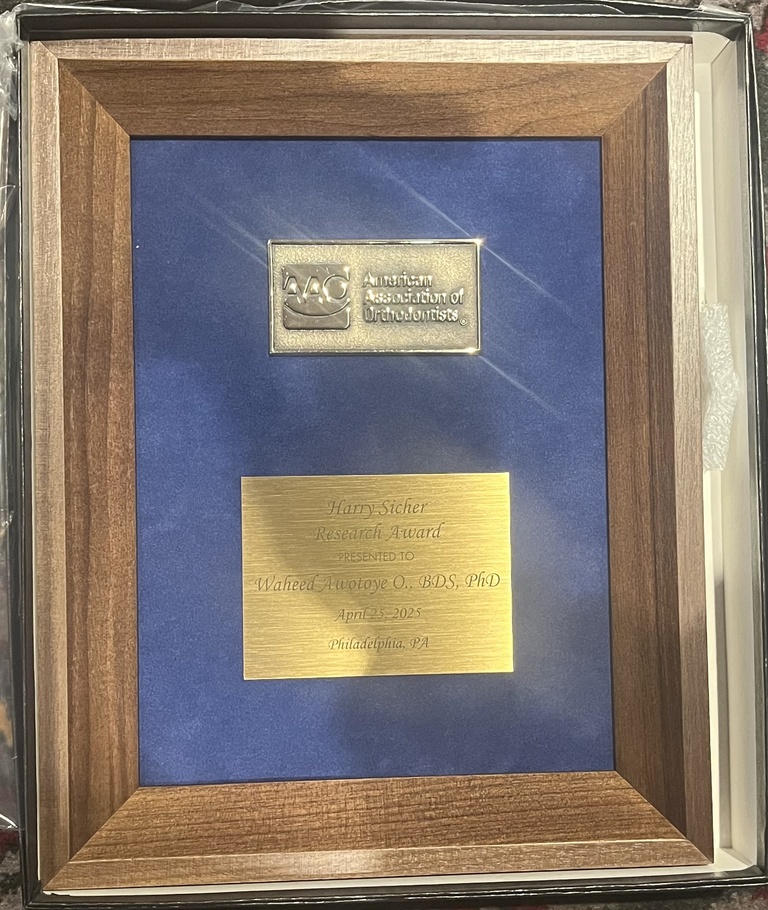 AAO
American
Association of
Orthodontists®
Harry Sicher
Research Award
PRESENTED TO
Waheed Awotoye O., BDS, PhD
April 25, 2025
Philadelphia, PA